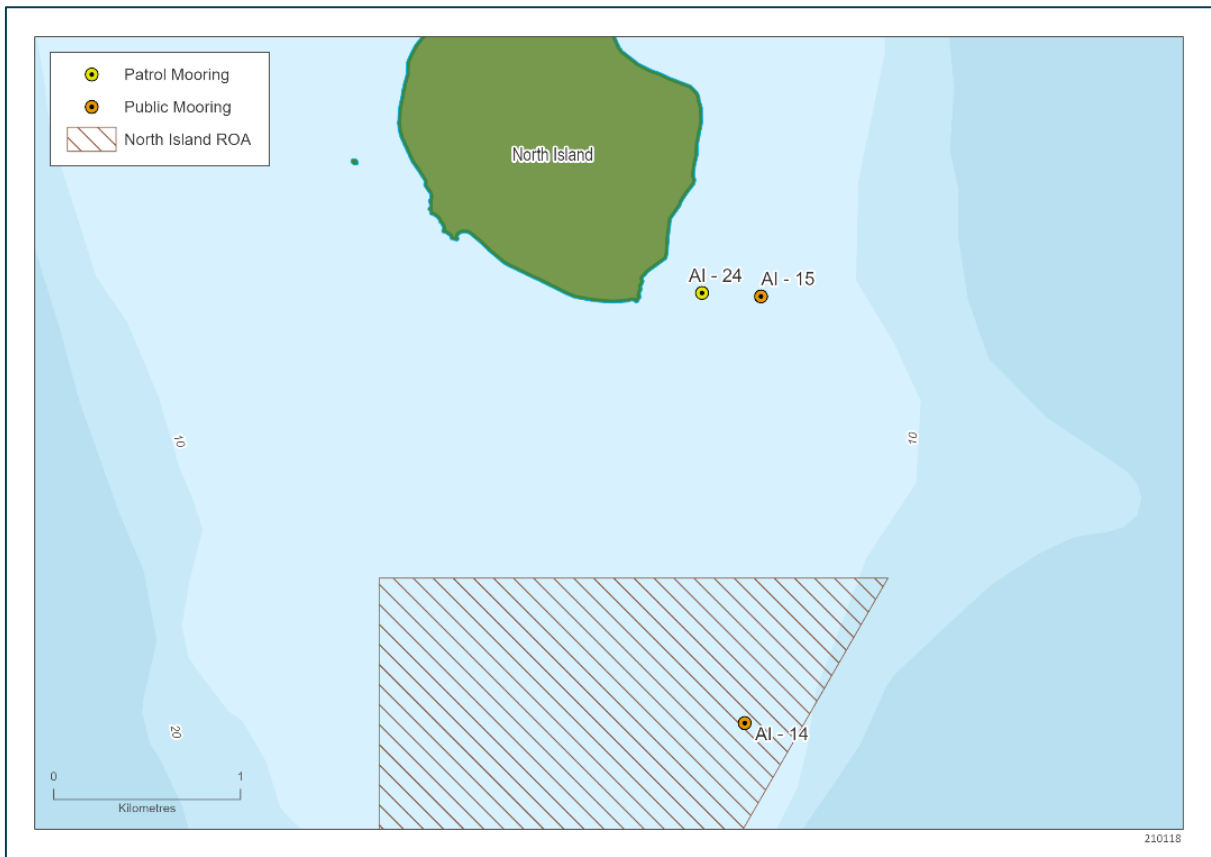 Patrol Mooring
Public Mooring
North Island ROA
North Island
AI - 24
AI - 15
10
10
AI - 14
20
0 1
Kilometres
210118